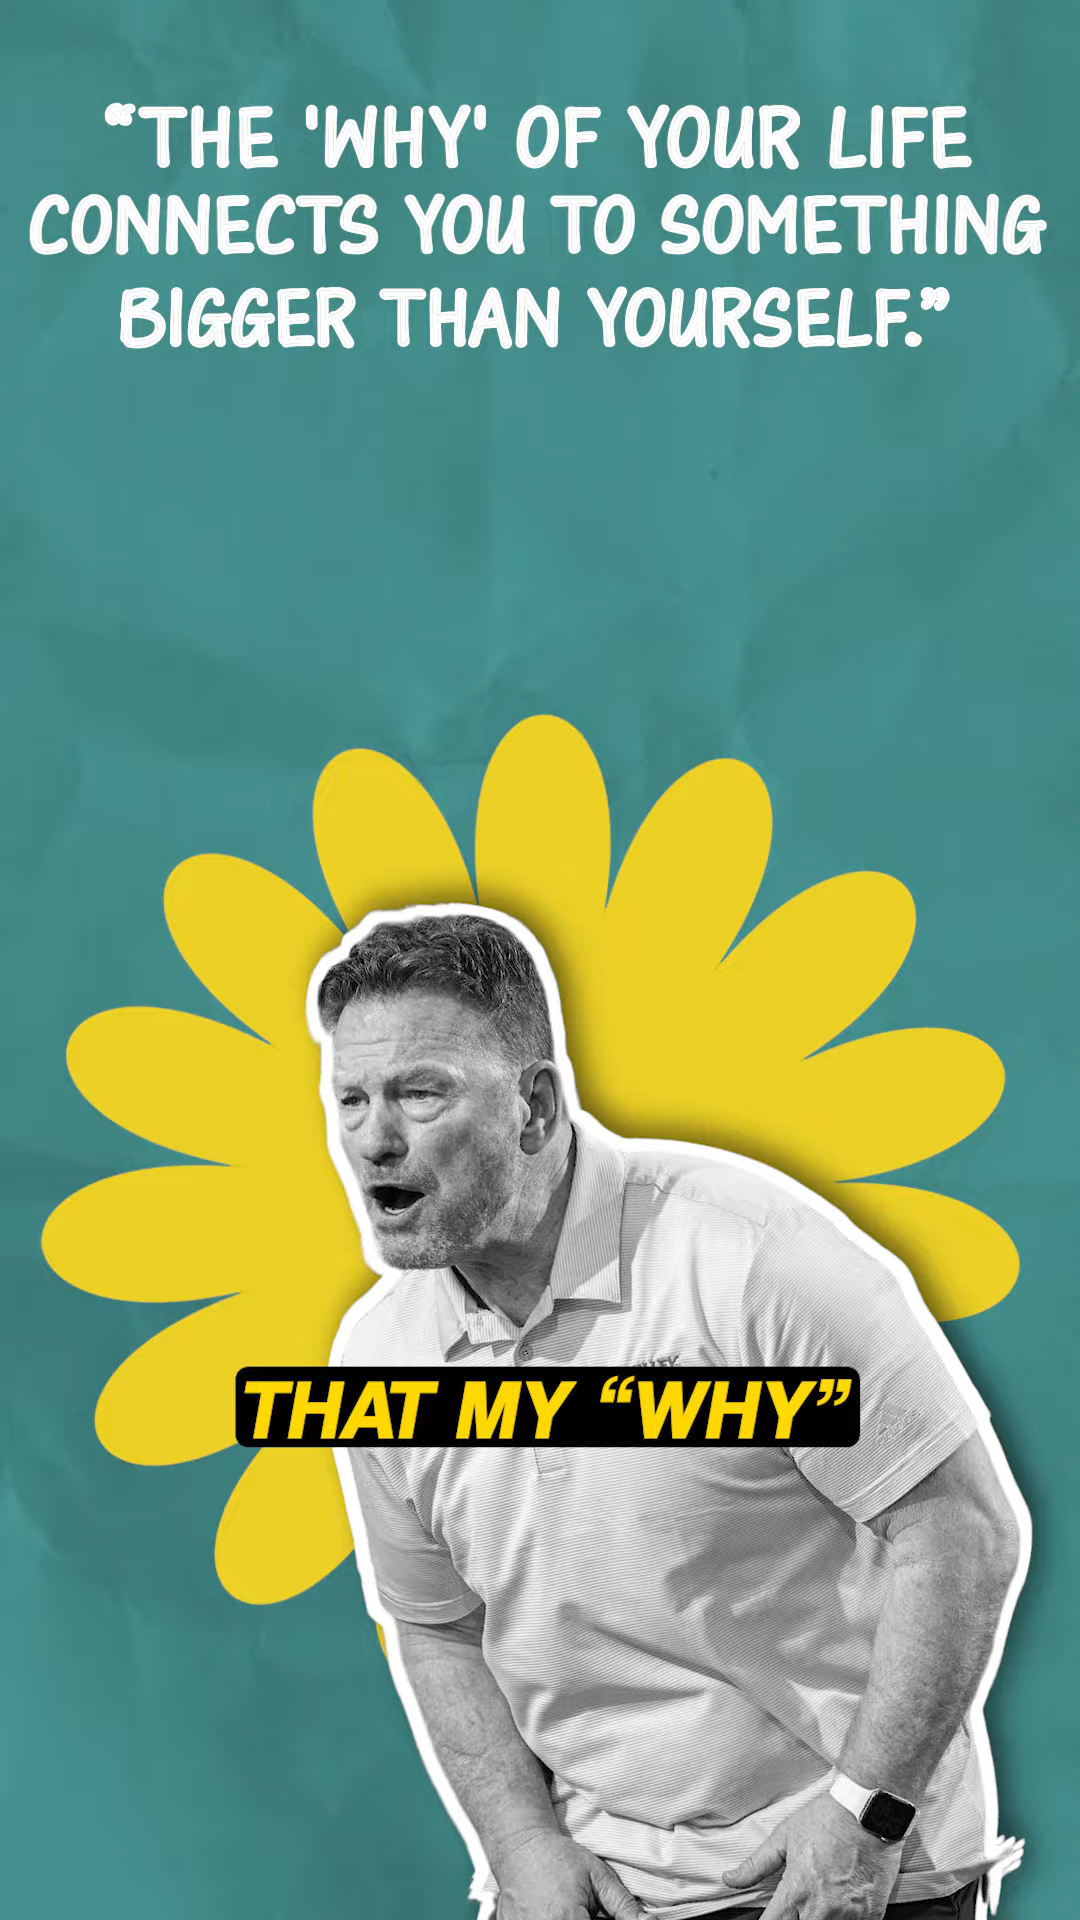 “THE 'WHY' OF YOUR LIFE
CONNECTS YOU TO SOMETHING
BIGGER THAN YOURSELF.”
THAT MY “WHY”